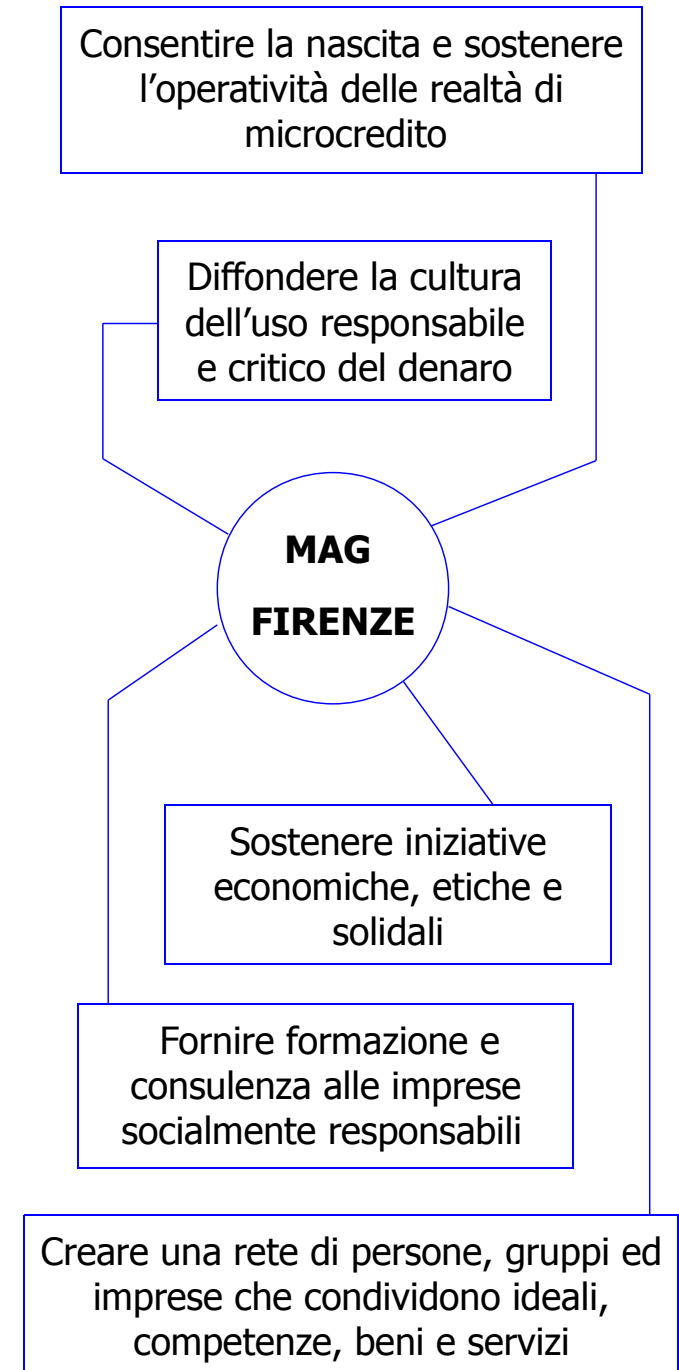 Consentire la nascita e sostenere
l’operatività delle realtà di
microcredito
Diffondere la cultura
dell’uso responsabile
e critico del denaro
MAG
FIRENZE
Sostenere iniziative
economiche, etiche e
solidali
Fornire formazione e
consulenza alle imprese
socialmente responsabili
Creare una rete di persone, gruppi ed
imprese che condividono ideali,
competenze, beni e servizi